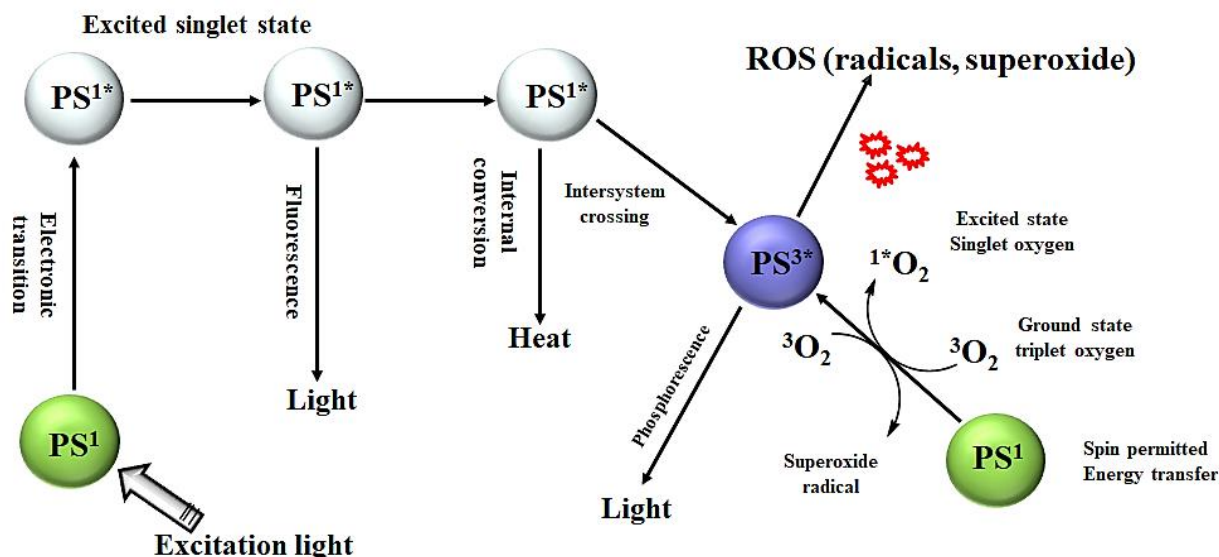 Excited singlet state
PS¹*
PS¹*
PS¹*
ROS (radicals, superoxide)
Electronic
transition
Fluorescence
Internal
conversion
Intersystem
crossing
PS³*
Excited state
Singlet oxygen
¹*O₂
Heat
³O₂
³O₂
Ground state
triplet oxygen
Light
Phosphorescence
PS¹
PS¹
Spin permitted
Energy transfer
Superoxide
radical
Light
Excitation light